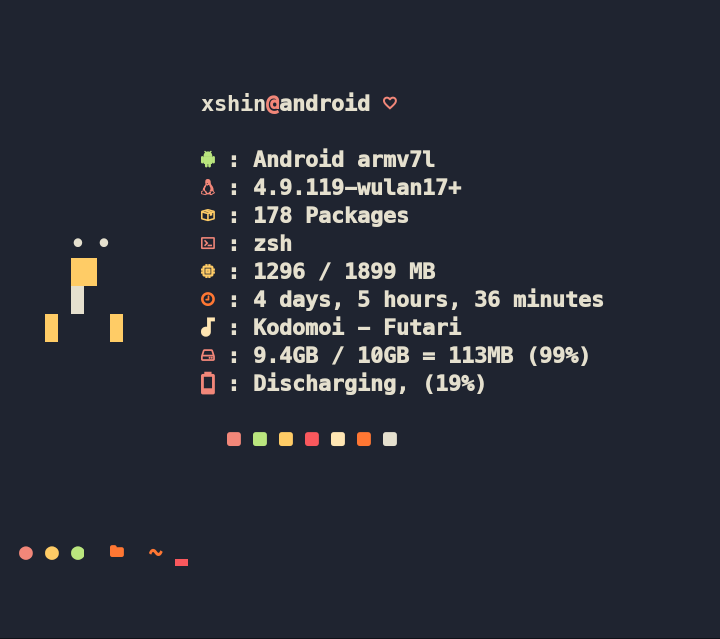 xshin@android ♡
: Android armv7l
: 4.9.119-wulan17+
: 178 Packages
: zsh
: 1296 / 1899 MB
: 4 days, 5 hours, 36 minutes
: Kodomoi - Futari
: 9.4GB / 10GB = 113MB (99%)
: Discharging, (19%)
~